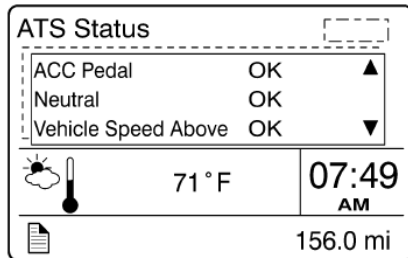 ATS Status
ACC Pedal OK
Neutral OK
Vehicle Speed Above OK
71°F
07:49
AM
156.0 mi